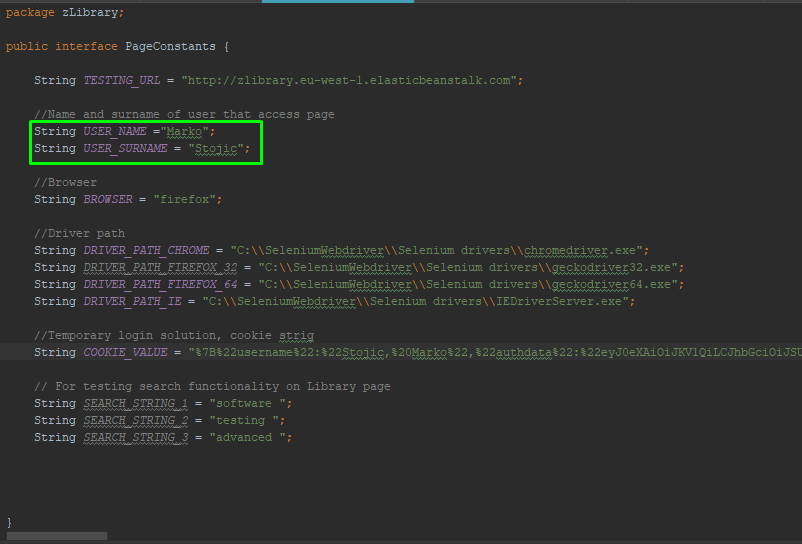 package zLibrary;
public interface PageConstants {
String TESTING_URL = "http://zlibrary.eu-west-1.elasticbeanstalk.com";
//Name and surname of user that access page
String USER_NAME ="Marko";
String USER_SURNAME = "Stojic";
//Browser
String BROWSER = "firefox";
//Driver path
String DRIVER_PATH_CHROME = "C:\\SeleniumWebdriver\\Selenium drivers\\chromedriver.exe";
String DRIVER_PATH_FIREFOX_32 = "C:\\SeleniumWebdriver\\Selenium drivers\\geckodriver32.exe";
String DRIVER_PATH_FIREFOX_64 = "C:\\SeleniumWebdriver\\Selenium drivers\\geckodriver64.exe";
String DRIVER_PATH_IE = "C:\\SeleniumWebdriver\\Selenium drivers\\IEDriverServer.exe";
//Temporary login solution, cookie strig
String COOKIE_VALUE = "%7B%22username%22:%22Stojic,%20Marko%22,%22authdata%22:%22eyJ0eXAiOiJKV1QiLCJhbGciOiJSU
// For testing search functionality on Library page
String SEARCH_STRING_1 = "software ";
String SEARCH_STRING_2 = "testing ";
String SEARCH_STRING_3 = "advanced ";
}